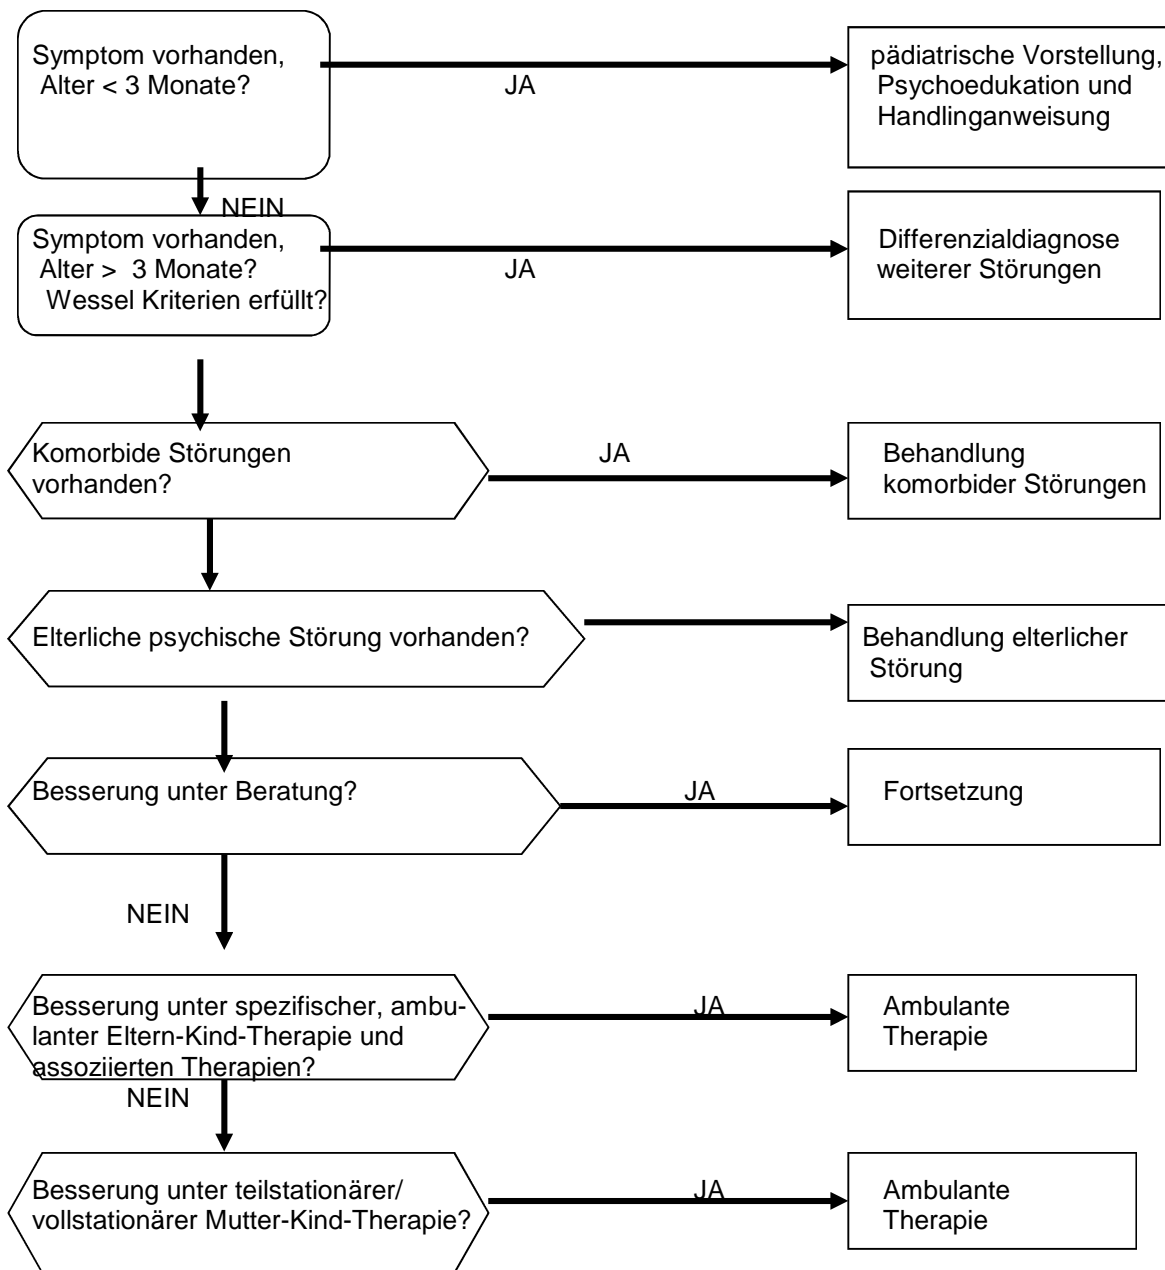 Symptom vorhanden,
Alter < 3 Monate?
JA
pädiatrische Vorstellung,
Psychoedukation und
Handlinganweisung
NEIN
Symptom vorhanden,
Alter > 3 Monate?
Wessel Kriterien erfüllt?
JA
Differenzialdiagnose
weiterer Störungen
Komorbide Störungen
vorhanden?
JA
Behandlung
komorbider Störungen
Elterliche psychische Störung vorhanden?
Behandlung elterlicher
Störung
Besserung unter Beratung?
JA
Fortsetzung
NEIN
Besserung unter spezifischer, ambu-
lanter Eltern-Kind-Therapie und
assoziierten Therapien?
JA
Ambulante
Therapie
NEIN
Besserung unter teilstationärer/
vollstationärer Mutter-Kind-Therapie?
JA
Ambulante
Therapie